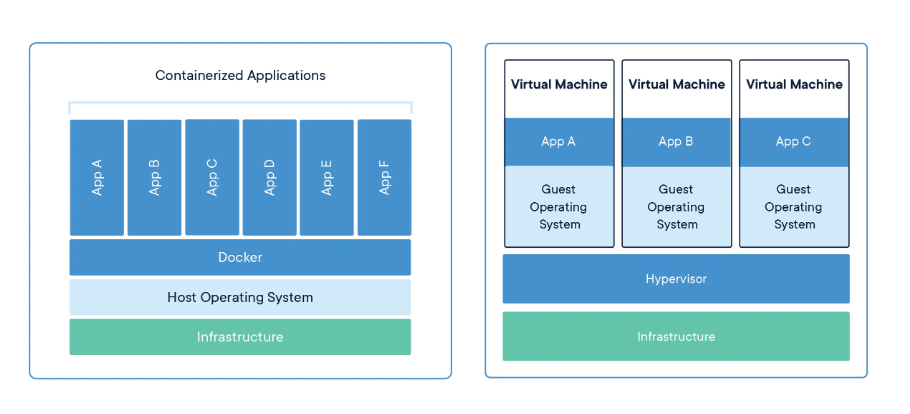 Containerized Applications
App A
App B
App C
App D
App E
App F
Docker
Host Operating System
Infrastructure
Virtual Machine
App A
Guest
Operating
System
Virtual Machine
App B
Guest
Operating
System
Virtual Machine
App C
Guest
Operating
System
Hypervisor
Infrastructure